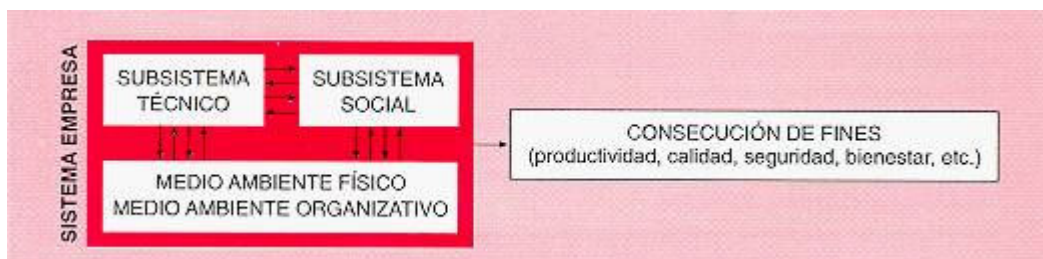 SISTEMA EMPRESA
SUBSISTEMA
TÉCNICO
SUBSISTEMA
SOCIAL
MEDIO AMBIENTE FÍSICO
MEDIO AMBIENTE ORGANIZATIVO
CONSECUCIÓN DE FINES
(productividad, calidad, seguridad, bienestar, etc.)